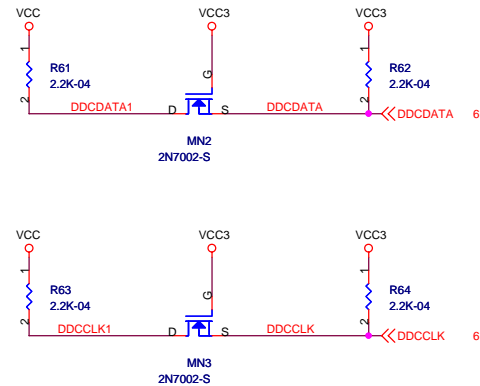 VCC VCC3 VCC3
1 G 1
R61 R62
2.2K-04 2.2K-04
2 2
DDCDATA1 D S DDCDATA DDCDATA 6
MN2
2N7002-S
VCC VCC3 VCC3
1 G 1
R63 R64
2.2K-04 2.2K-04
2 2
DDCCLK1 D S DDCCLK DDCCLK 6
MN3
2N7002-S